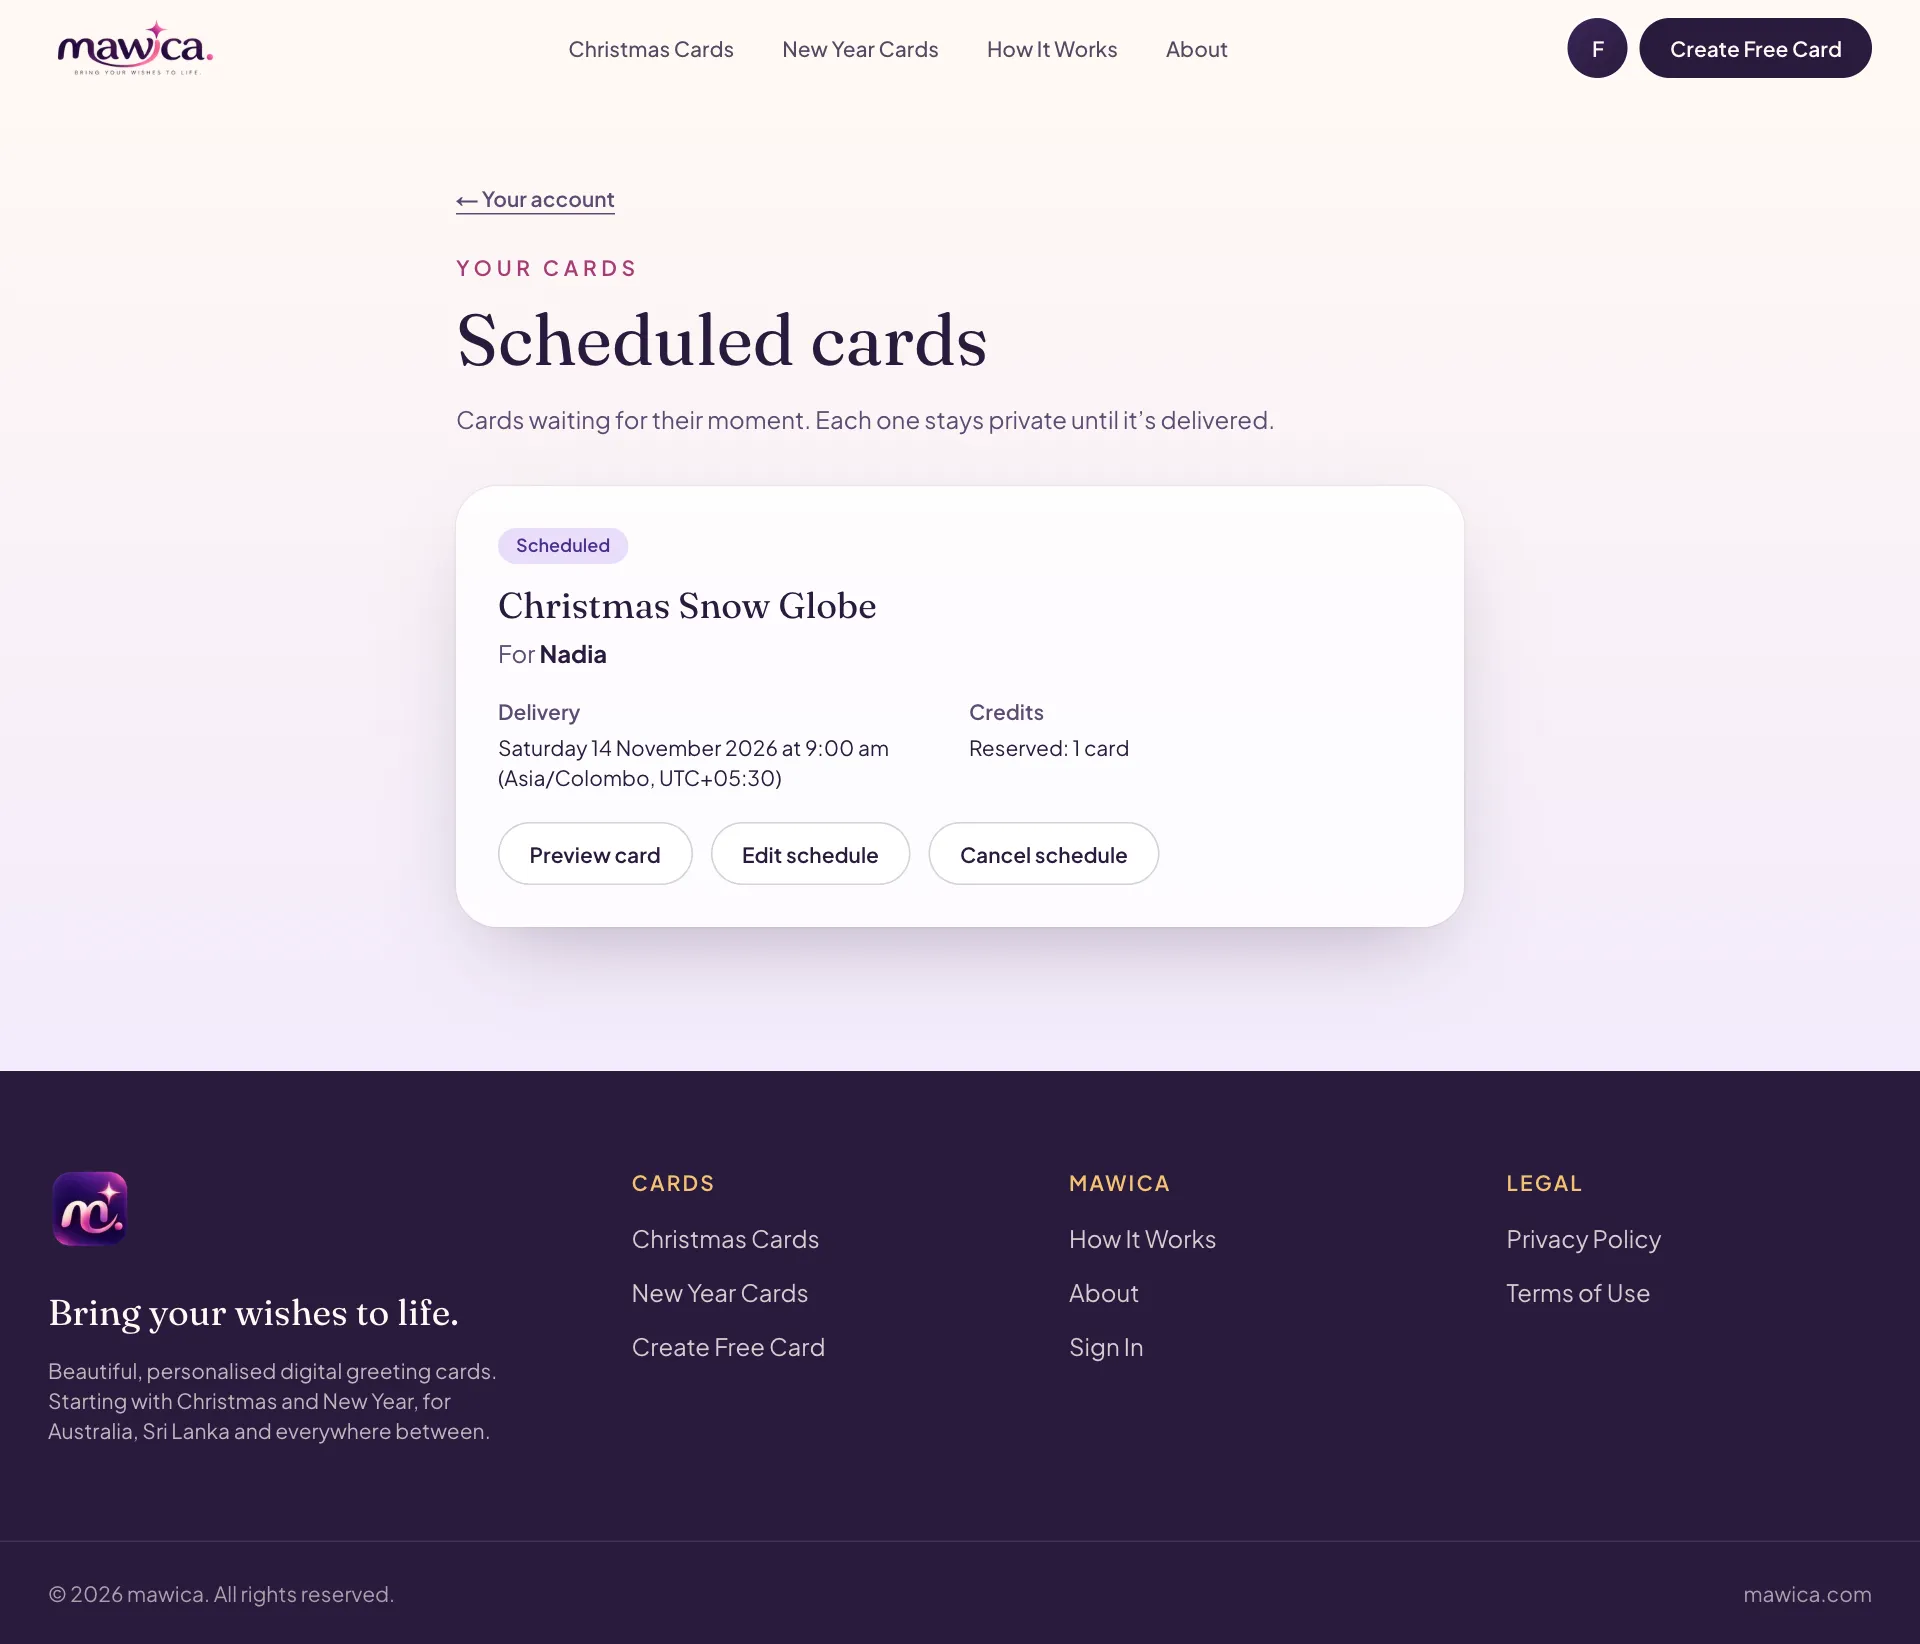 mawica.
BRING YOUR WISHES TO LIFE.
Christmas Cards
New Year Cards
How It Works
About
F
Create Free Card
← Your account
YOUR CARDS
Scheduled cards
Cards waiting for their moment. Each one stays private until it’s delivered.
Scheduled
Christmas Snow Globe
For Nadia
Delivery
Saturday 14 November 2026 at 9:00 am
(Asia/Colombo, UTC+05:30)
Credits
Reserved: 1 card
Preview card
Edit schedule
Cancel schedule
m.
Bring your wishes to life.
Beautiful, personalised digital greeting cards.
Starting with Christmas and New Year, for
Australia, Sri Lanka and everywhere between.
CARDS
Christmas Cards
New Year Cards
Create Free Card
MAWICA
How It Works
About
Sign In
LEGAL
Privacy Policy
Terms of Use
© 2026 mawica. All rights reserved.
mawica.com